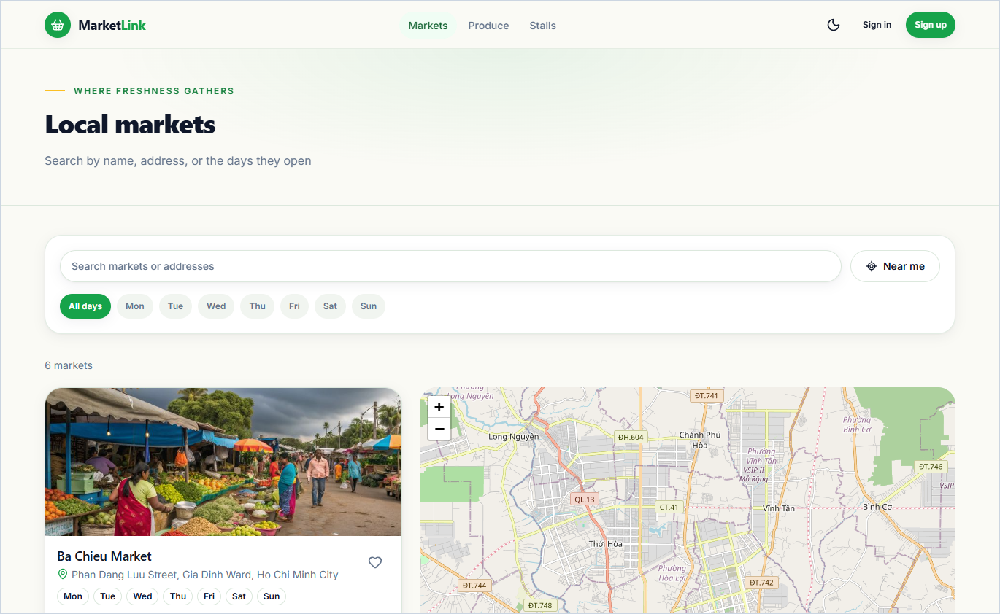 MarketLink
Markets
Produce
Stalls
Sign in
Sign up
WHERE FRESHNESS GATHERS
Local markets
Search by name, address, or the days they open
Search markets or addresses
Near me
All days
Mon
Tue
Wed
Thu
Fri
Sat
Sun
6 markets
Ba Chieu Market
Phan Dang Luu Street, Gia Dinh Ward, Ho Chi Minh City
Mon
Tue
Wed
Thu
Fri
Sat
Sun
+
−
Long Nguyên
ĐT.741
Long Nguyên
ĐH.604
Chánh Phú
Hòa
Phường
Bình Cơ
Phường
Vĩnh Tân
VSIP II
Mở Rộng
ĐT.746
VSIP
QL.13
CT.41
Vĩnh Tân
Bình Cơ
Thới Hòa
Phường
Hòa Lợi
ĐT.744
ĐT.742
ĐT.748